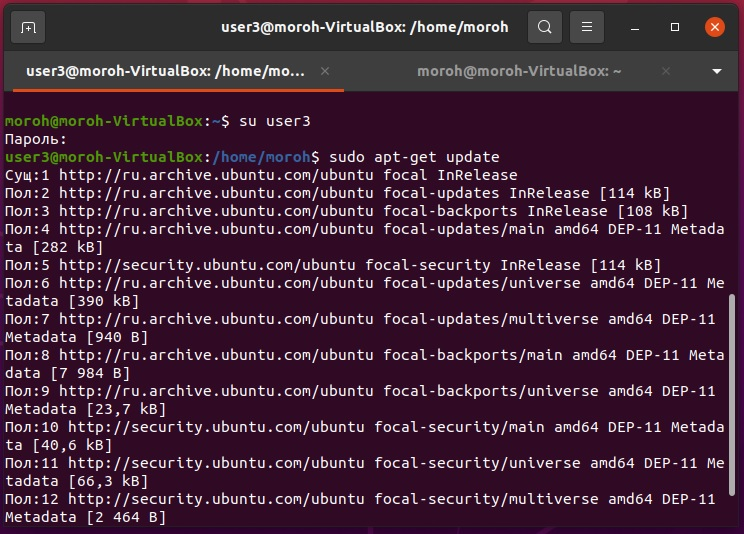 user3@moroh-VirtualBox: /home/moroh
user3@moroh-VirtualBox: /home/mo...
moroh@moroh-VirtualBox: ~
moroh@moroh-VirtualBox:~$ su user3
Пароль:
user3@moroh-VirtualBox:/home/moroh$ sudo apt-get update
Сущ:1 http://ru.archive.ubuntu.com/ubuntu focal InRelease
Пол:2 http://ru.archive.ubuntu.com/ubuntu focal-updates InRelease [114 kB]
Пол:3 http://ru.archive.ubuntu.com/ubuntu focal-backports InRelease [108 kB]
Пол:4 http://ru.archive.ubuntu.com/ubuntu focal-updates/main amd64 DEP-11 Metada
ta [282 kB]
Пол:5 http://security.ubuntu.com/ubuntu focal-security InRelease [114 kB]
Пол:6 http://ru.archive.ubuntu.com/ubuntu focal-updates/universe amd64 DEP-11 Me
tadata [390 kB]
Пол:7 http://ru.archive.ubuntu.com/ubuntu focal-updates/multiverse amd64 DEP-11
Metadata [940 B]
Пол:8 http://ru.archive.ubuntu.com/ubuntu focal-backports/main amd64 DEP-11 Meta
data [7 984 B]
Пол:9 http://ru.archive.ubuntu.com/ubuntu focal-backports/universe amd64 DEP-11
Metadata [23,7 kB]
Пол:10 http://security.ubuntu.com/ubuntu focal-security/main amd64 DEP-11 Metada
ta [40,6 kB]
Пол:11 http://security.ubuntu.com/ubuntu focal-security/universe amd64 DEP-11 Me
tadata [66,3 kB]
Пол:12 http://security.ubuntu.com/ubuntu focal-security/multiverse amd64 DEP-11
Metadata [2 464 B]